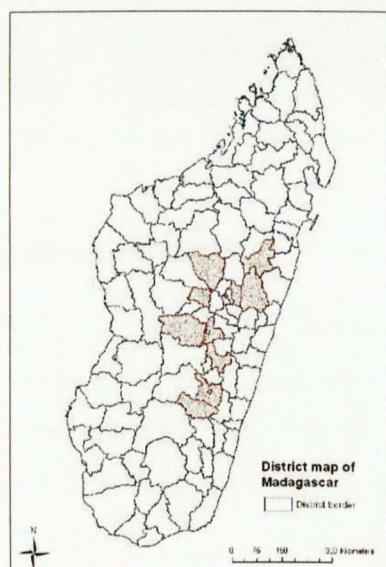 District map of
Madagascar
District border
N
0 75 150 300 Kilometers